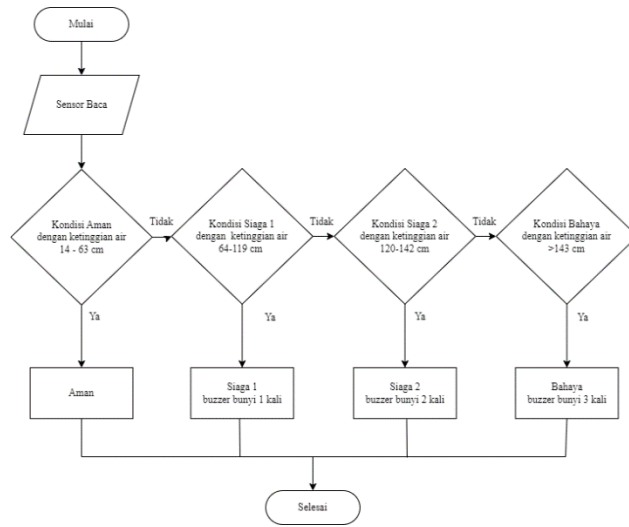 Mulai
Sensor Baca
Kondisi Aman
dengan ketinggian air
14 - 63 cm
Tidak
Kondisi Siaga 1
dengan ketinggian air
64-119 cm
Tidak
Kondisi Siaga 2
dengan ketinggian air
120-142 cm
Tidak
Kondisi Bahaya
dengan ketinggian air
>143 cm
Ya
Ya
Ya
Ya
Aman
Siaga 1
buzzer bunyi 1 kali
Siaga 2
buzzer bunyi 2 kali
Bahaya
buzzer bunyi 3 kali
Selesai